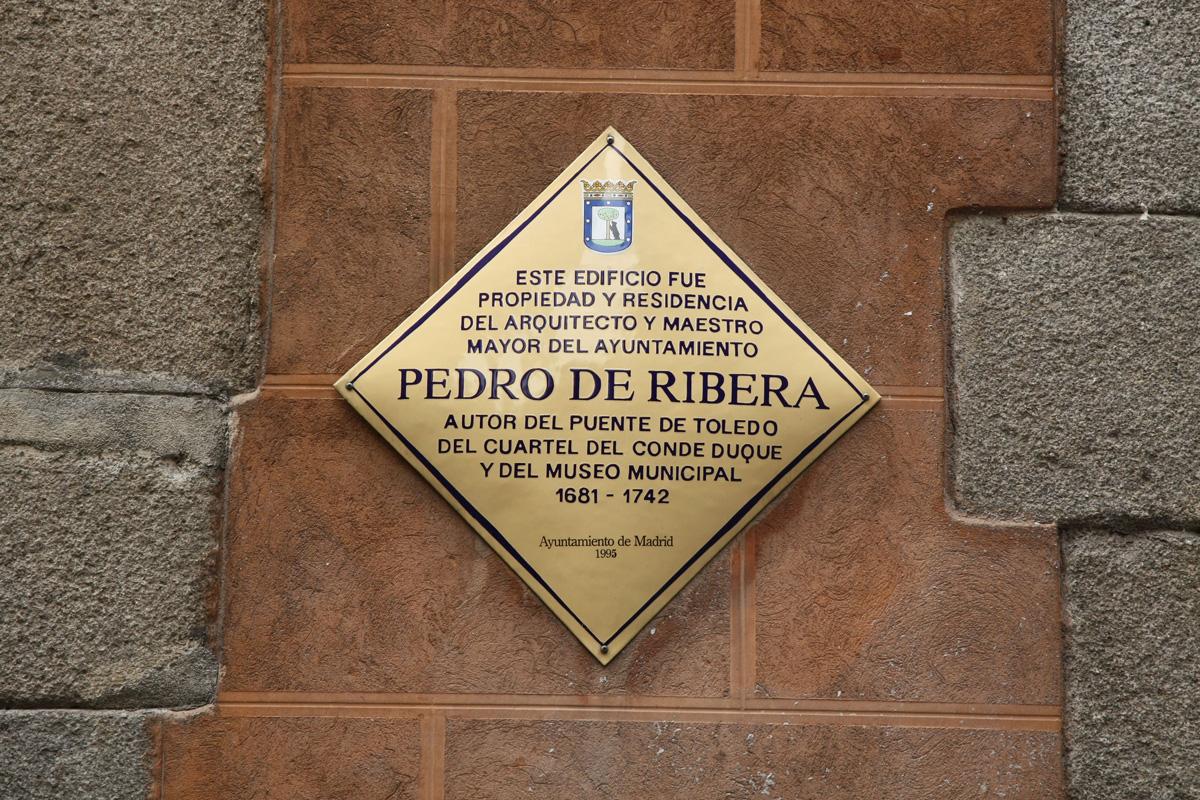 ESTE EDIFICIO FUE
PROPIEDAD Y RESIDENCIA
DEL ARQUITECTO Y MAESTRO
MAYOR DEL AYUNTAMIENTO
PEDRO DE RIBERA
AUTOR DEL PUENTE DE TOLEDO
DEL CUARTEL DEL CONDE DUQUE
Y DEL MUSEO MUNICIPAL
1681 - 1742
Ayuntamiento de Madrid
1995